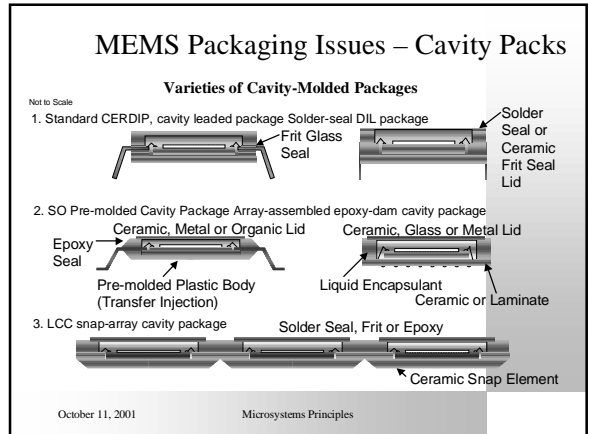 MEMS Packaging Issues – Cavity Packs
Varieties of Cavity-Molded Packages
Not to Scale
1. Standard CERDIP, cavity leaded package Solder-seal DIL package
Frit Glass
Seal
Solder
Seal or
Ceramic
Frit Seal
Lid
2. SO Pre-molded Cavity Package Array-assembled epoxy-dam cavity package
Ceramic, Metal or Organic Lid
Epoxy
Seal
Pre-molded Plastic Body
(Transfer Injection)
Ceramic, Glass or Metal Lid
Liquid Encapsulant
Ceramic or Laminate
3. LCC snap-array cavity package
Solder Seal, Frit or Epoxy
Ceramic Snap Element
October 11, 2001 Microsystems Principles